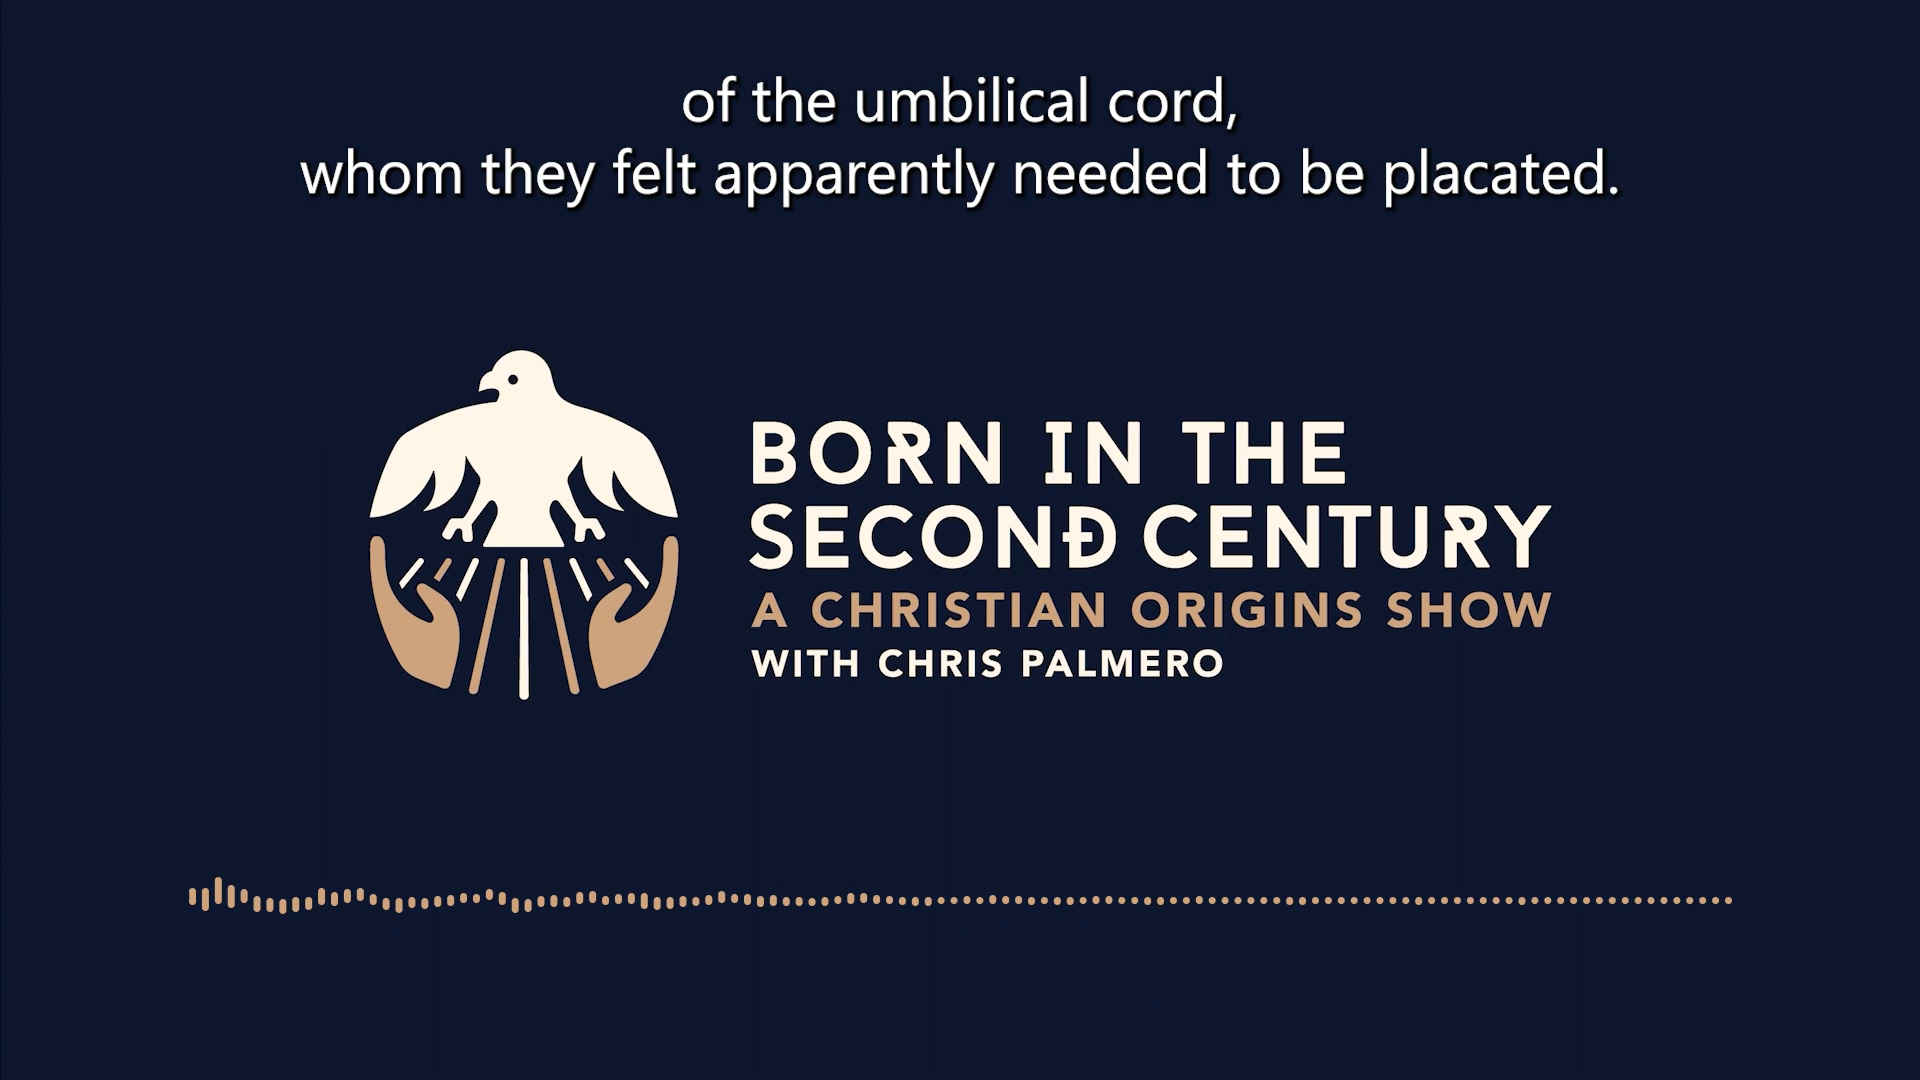 of the umbilical cord,
whom they felt apparently needed to be placated.
BORN IN THE
SECOND CENTURY
A CHRISTIAN ORIGINS SHOW
WITH CHRIS PALMERO